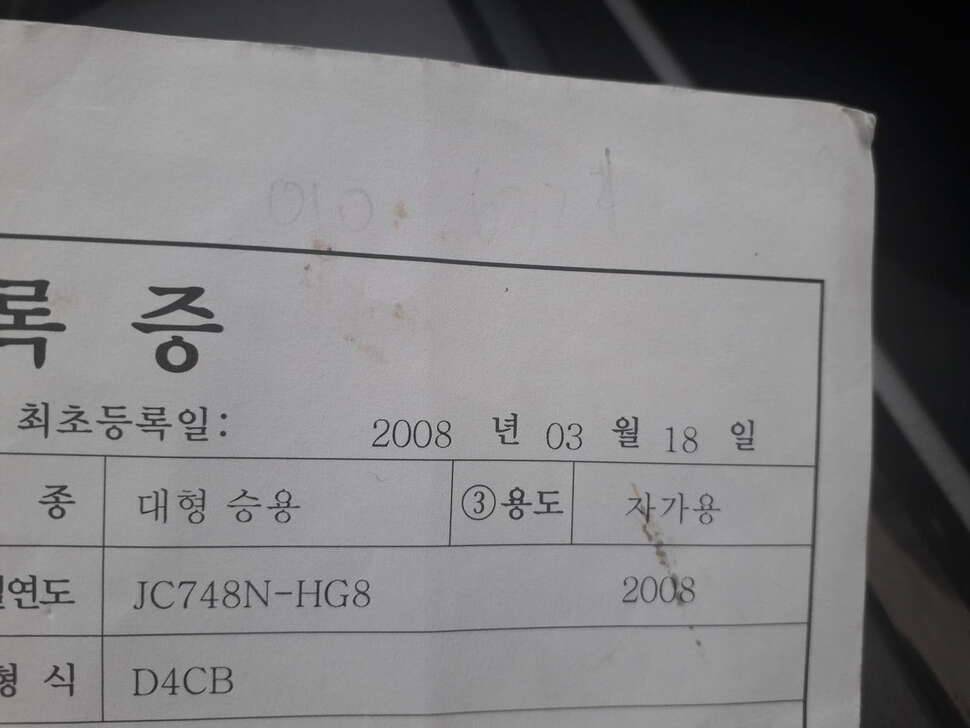 록 증
최초등록일: 2008 년 03 월 18 일
종 대형 승용 ③용도 자가용
연도 JC748N-HG8 2008
형 식 D4CB